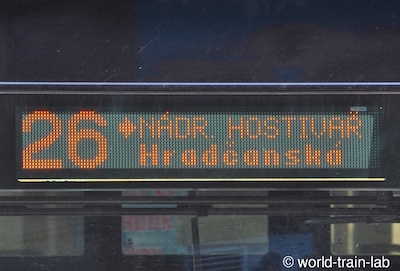 26 NÁDR. HOSTIVAŘ
Hradčanská
© world-train-lab